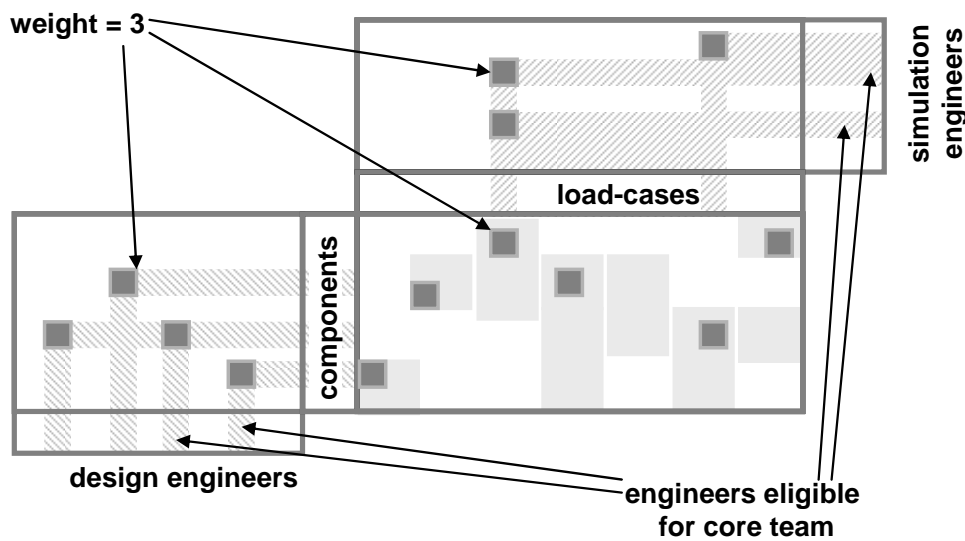 weight = 3
simulation
engineers
load-cases
components
design engineers
engineers eligible
for core team